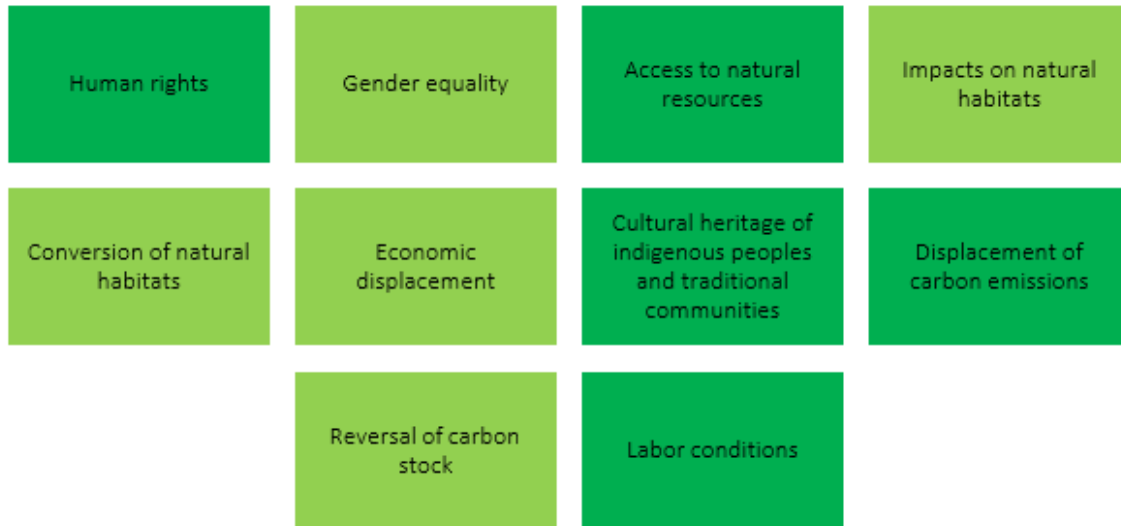 Human rights
Gender equality
Access to natural
resources
Impacts on natural
habitats
Conversion of natural
habitats
Economic
displacement
Cultural heritage of
indigenous peoples
and traditional
communities
Displacement of
carbon emissions
Reversal of carbon
stock
Labor conditions